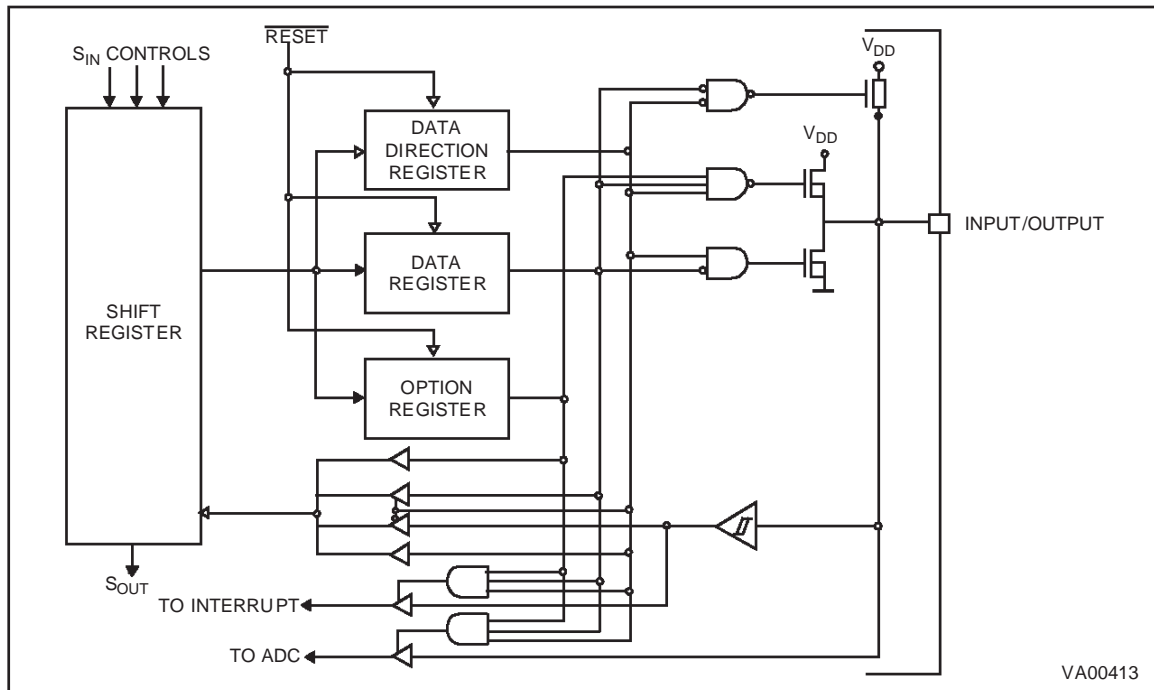 RESET
S_IN CONTROLS
V_DD
DATA
DIRECTION
REGISTER
V_DD
INPUT/OUTPUT
DATA
REGISTER
SHIFT
REGISTER
OPTION
REGISTER
S_OUT
TO INTERRUPT
TO ADC
VA00413